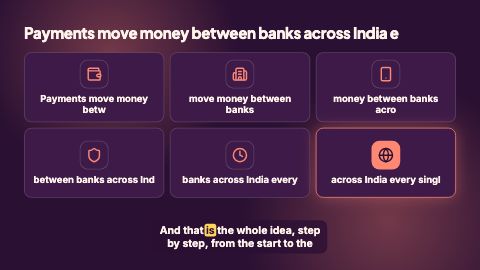 Payments move money between banks across India e
Payments move money
betw
move money between
banks
money between banks
acro
between banks across Ind
banks across India every
across India every singl
And that is the whole idea, step
by step, from the start to the